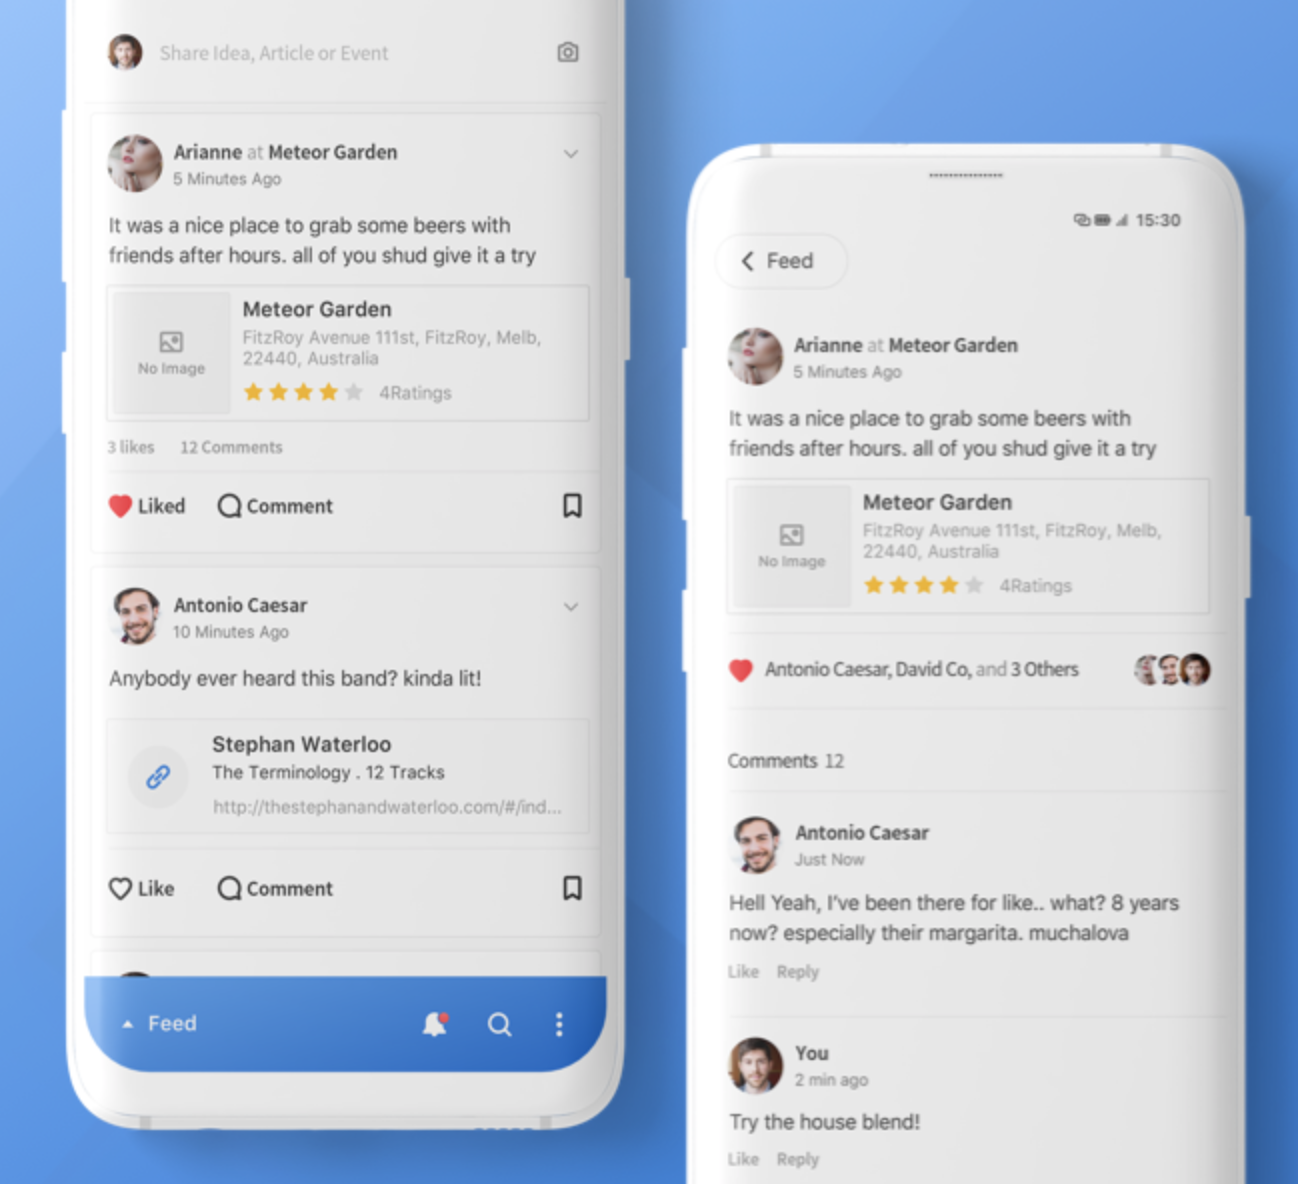 Share Idea, Article or Event
Arianne at Meteor Garden
5 Minutes Ago
It was a nice place to grab some beers with
friends after hours. all of you shud give it a try
No Image
Meteor Garden
FitzRoy Avenue 111st, FitzRoy, Melb,
22440, Australia
4Ratings
3 likes 12 Comments
Liked Comment
Antonio Caesar
10 Minutes Ago
Anybody ever heard this band? kinda lit!
Stephan Waterloo
The Terminology . 12 Tracks
http://thestephanandwaterloo.com/#/ind...
Like Comment
Feed
15:30
Feed
Arianne at Meteor Garden
5 Minutes Ago
It was a nice place to grab some beers with
friends after hours. all of you shud give it a try
No Image
Meteor Garden
FitzRoy Avenue 111st, FitzRoy, Melb,
22440, Australia
4Ratings
Antonio Caesar, David Co, and 3 Others
Comments 12
Antonio Caesar
Just Now
Hell Yeah, I've been there for like.. what? 8 years
now? especially their margarita. muchalova
Like Reply
You
2 min ago
Try the house blend!
Like Reply